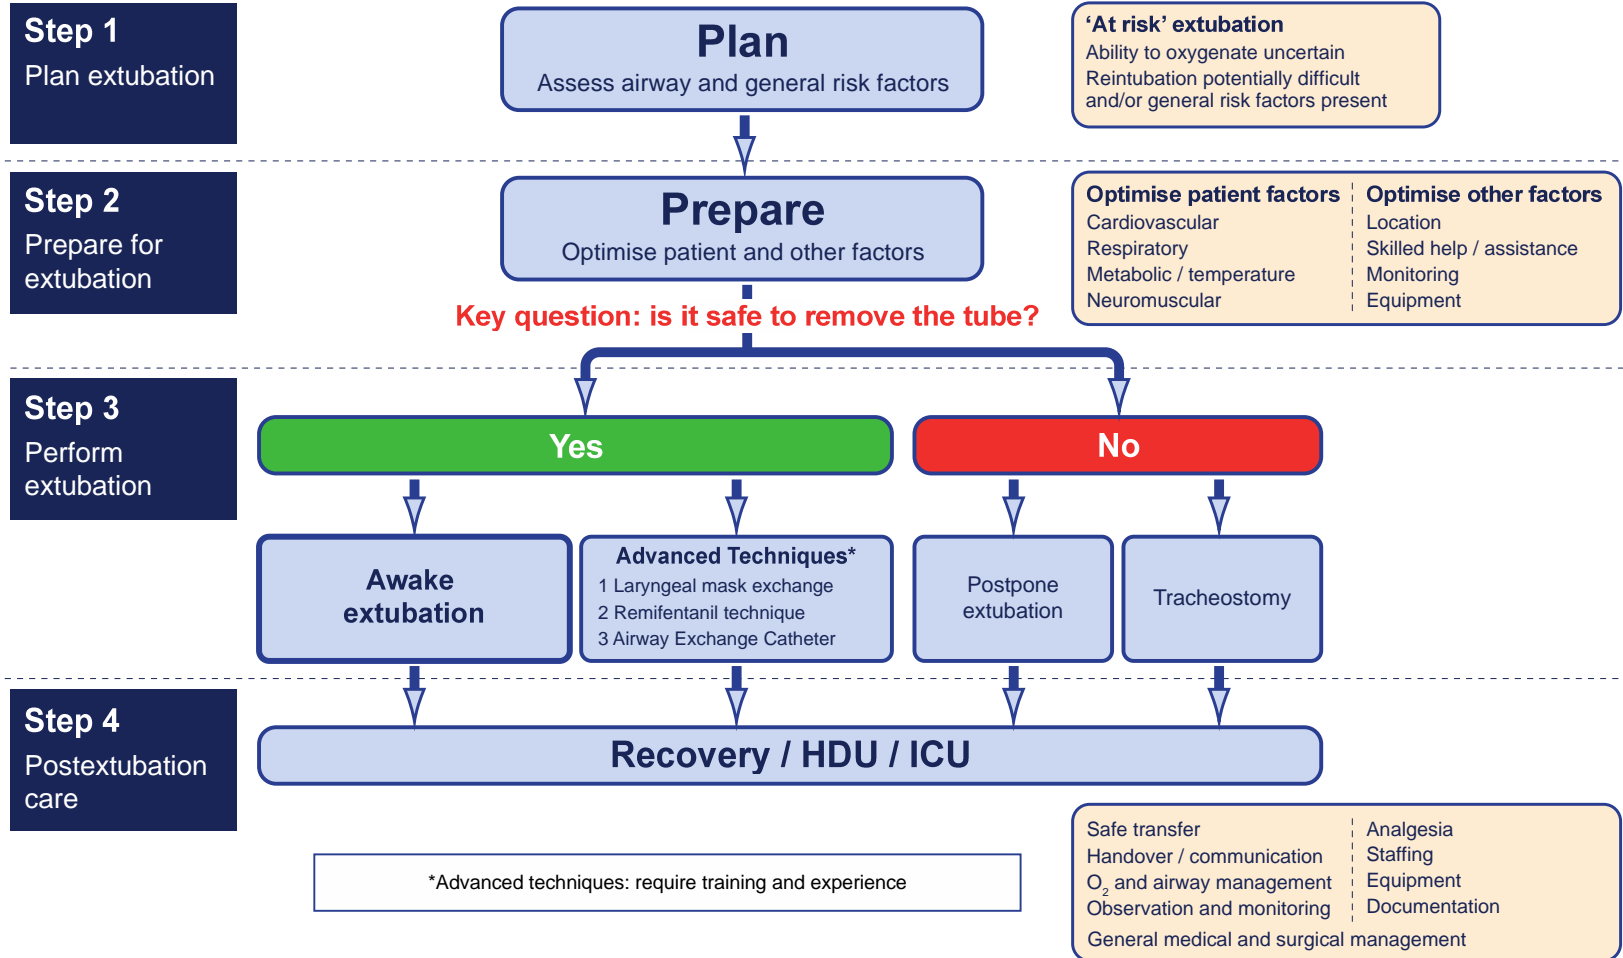 Step 1
Plan extubation
Plan
Assess airway and general risk factors
‘At risk’ extubation
Ability to oxygenate uncertain
Reintubation potentially difficult
and/or general risk factors present
Step 2
Prepare for
extubation
Prepare
Optimise patient and other factors
Optimise patient factors
Cardiovascular
Respiratory
Metabolic / temperature
Neuromuscular
Optimise other factors
Location
Skilled help / assistance
Monitoring
Equipment
Key question: is it safe to remove the tube?
Step 3
Perform
extubation
Yes
No
Awake
extubation
Advanced Techniques*
1 Laryngeal mask exchange
2 Remifentanil technique
3 Airway Exchange Catheter
Postpone
extubation
Tracheostomy
Step 4
Postextubation
care
Recovery / HDU / ICU
*Advanced techniques: require training and experience
Safe transfer
Handover / communication
O₂ and airway management
Observation and monitoring
Analgesia
Staffing
Equipment
Documentation
General medical and surgical management